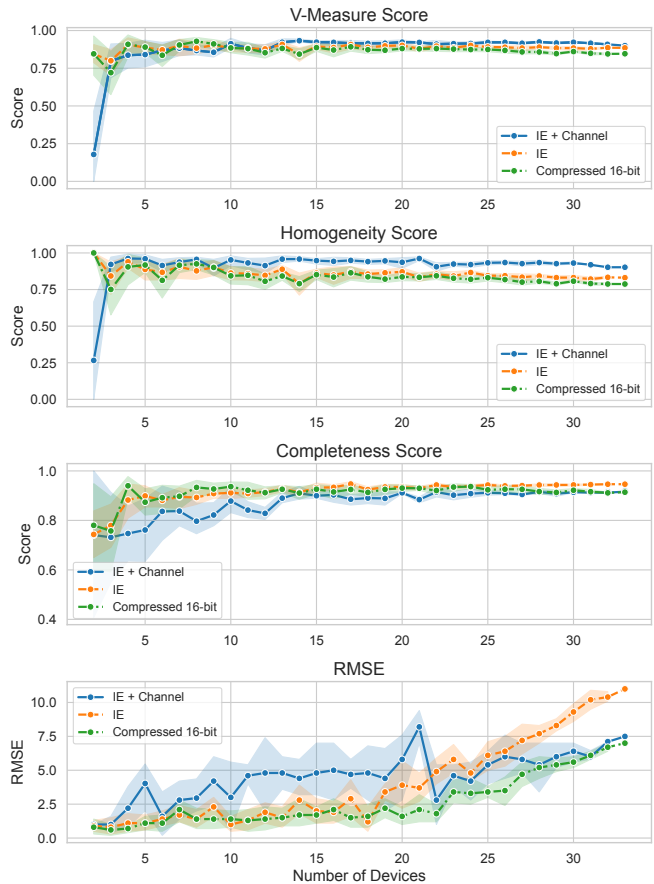 V-Measure Score
1.00
0.75
0.50
0.25
0.00
Score
IE + Channel
IE
Compressed 16-bit
5 10 15 20 25 30
Homogeneity Score
1.00
0.75
0.50
0.25
0.00
Score
IE + Channel
IE
Compressed 16-bit
5 10 15 20 25 30
Completeness Score
1.0
0.8
0.6
0.4
Score
IE + Channel
IE
Compressed 16-bit
5 10 15 20 25 30
RMSE
10.0
7.5
5.0
2.5
0.0
RMSE
IE + Channel
IE
Compressed 16-bit
5 10 15 20 25 30
Number of Devices